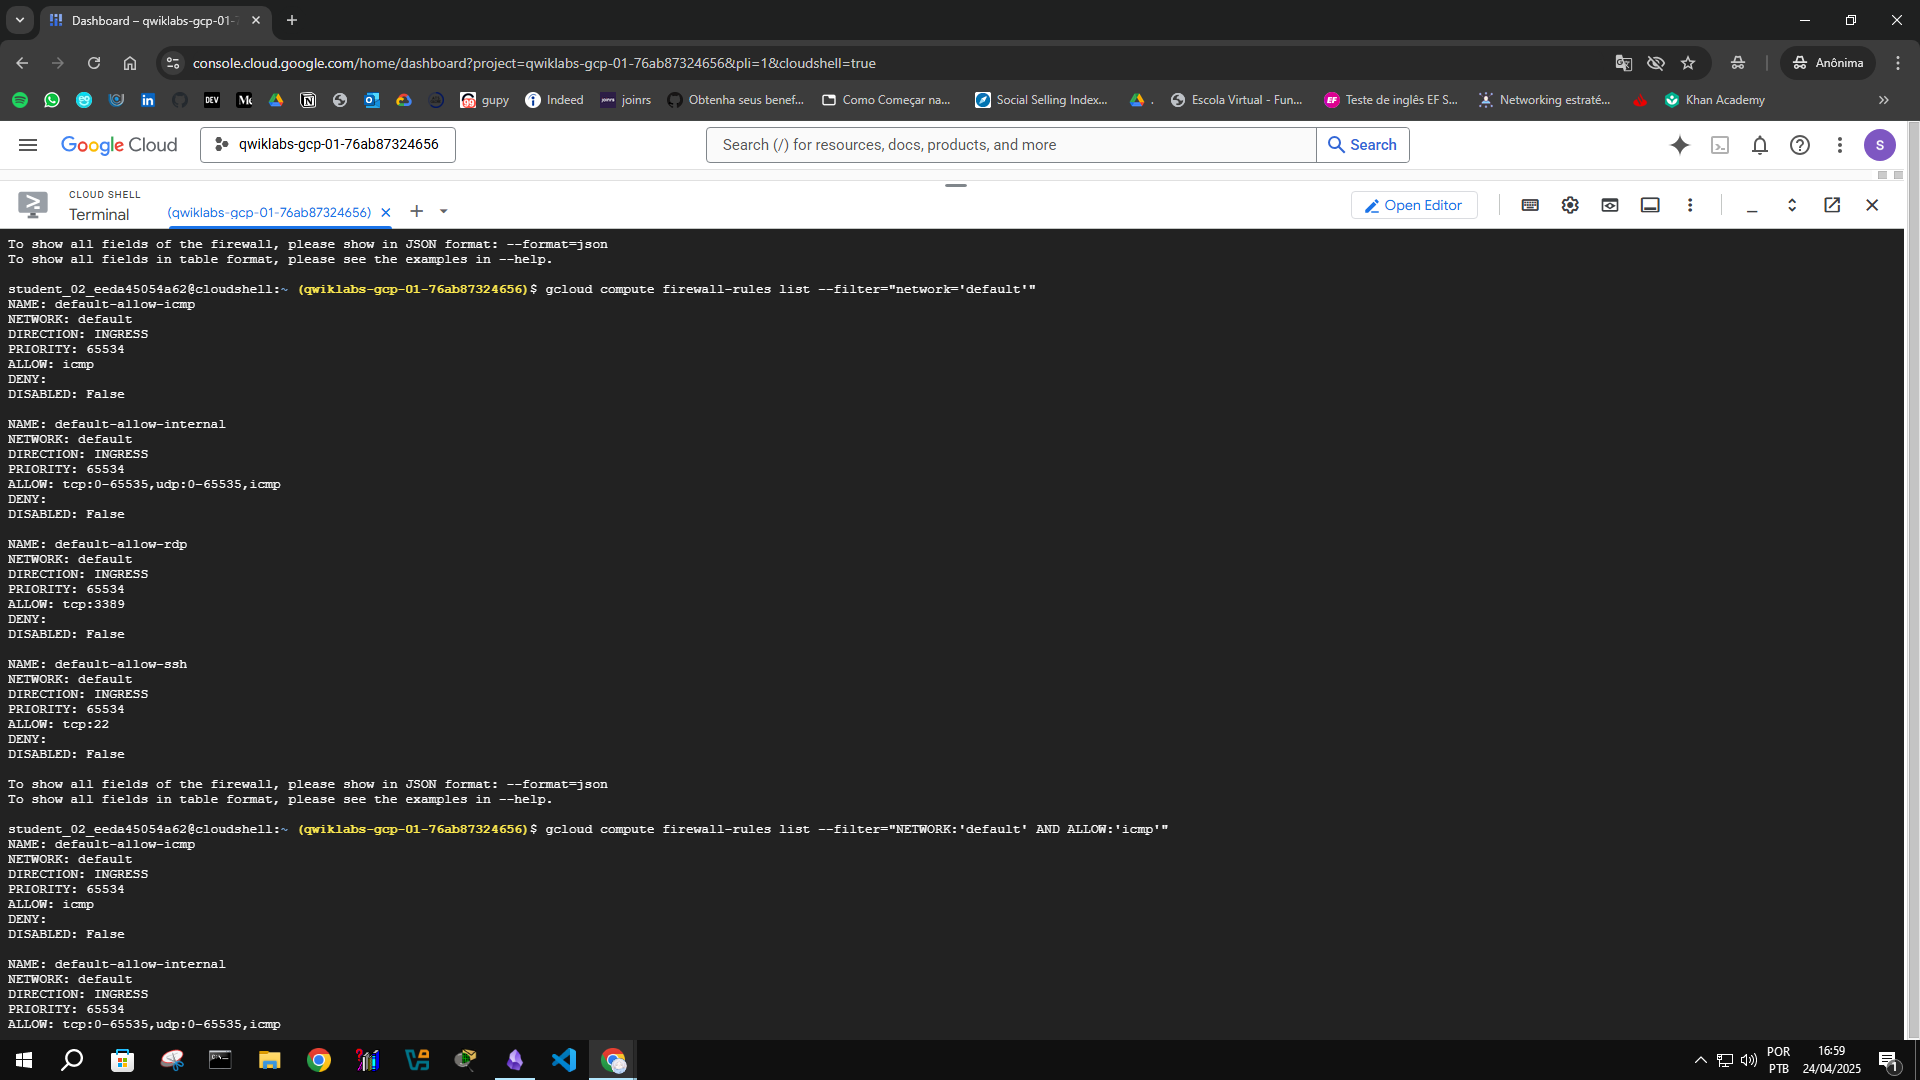 Dashboard – qwiklabs-gcp-01-7
console.cloud.google.com/home/dashboard?project=qwiklabs-gcp-01-76ab87324656&pli=1&cloudshell=true
Anônima
DEV
gupy
Indeed
joinrs
Obtenha seus benef...
Como Começar na...
Social Selling Index...
.
Escola Virtual - Fun...
EF
Teste de inglês EF S...
Networking estraté...
Khan Academy
Google Cloud
qwiklabs-gcp-01-76ab87324656
Search (/) for resources, docs, products, and more
Search
S
CLOUD SHELL
Terminal
(qwiklabs-gcp-01-76ab87324656)
Open Editor
To show all fields of the firewall, please show in JSON format: --format=json
To show all fields in table format, please see the examples in --help.
student_02_eeda45054a62@cloudshell:~ (qwiklabs-gcp-01-76ab87324656)$ gcloud compute firewall-rules list --filter="network='default'"
NAME: default-allow-icmp
NETWORK: default
DIRECTION: INGRESS
PRIORITY: 65534
ALLOW: icmp
DENY:
DISABLED: False
NAME: default-allow-internal
NETWORK: default
DIRECTION: INGRESS
PRIORITY: 65534
ALLOW: tcp:0-65535,udp:0-65535,icmp
DENY:
DISABLED: False
NAME: default-allow-rdp
NETWORK: default
DIRECTION: INGRESS
PRIORITY: 65534
ALLOW: tcp:3389
DENY:
DISABLED: False
NAME: default-allow-ssh
NETWORK: default
DIRECTION: INGRESS
PRIORITY: 65534
ALLOW: tcp:22
DENY:
DISABLED: False
To show all fields of the firewall, please show in JSON format: --format=json
To show all fields in table format, please see the examples in --help.
student_02_eeda45054a62@cloudshell:~ (qwiklabs-gcp-01-76ab87324656)$ gcloud compute firewall-rules list --filter="NETWORK:'default' AND ALLOW:'icmp'"
NAME: default-allow-icmp
NETWORK: default
DIRECTION: INGRESS
PRIORITY: 65534
ALLOW: icmp
DENY:
DISABLED: False
NAME: default-allow-internal
NETWORK: default
DIRECTION: INGRESS
PRIORITY: 65534
ALLOW: tcp:0-65535,udp:0-65535,icmp
POR
PTB
16:59
24/04/2025
1